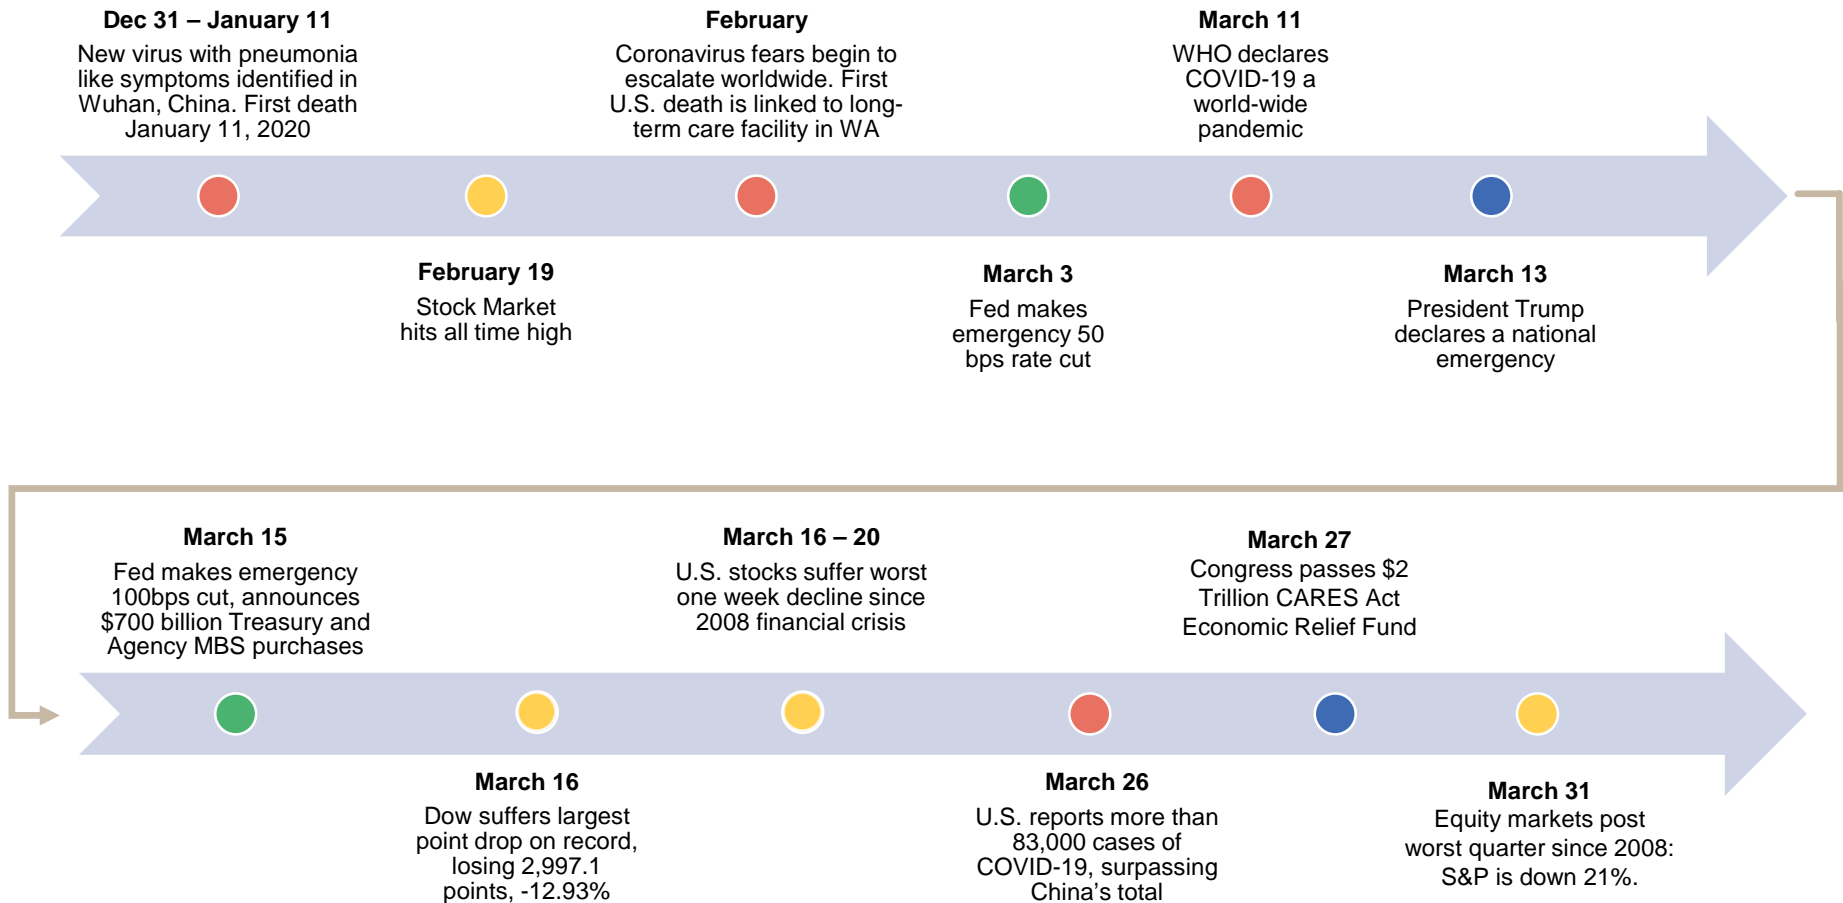 Dec 31 – January 11
New virus with pneumonia
like symptoms identified in
Wuhan, China. First death
January 11, 2020
February
Coronavirus fears begin to
escalate worldwide. First
U.S. death is linked to long-
term care facility in WA
March 11
WHO declares
COVID-19 a
world-wide
pandemic
February 19
Stock Market
hits all time high
March 3
Fed makes
emergency 50
bps rate cut
March 13
President Trump
declares a national
emergency
March 15
Fed makes emergency
100bps cut, announces
$700 billion Treasury and
Agency MBS purchases
March 16 – 20
U.S. stocks suffer worst
one week decline since
2008 financial crisis
March 27
Congress passes $2
Trillion CARES Act
Economic Relief Fund
March 16
Dow suffers largest
point drop on record,
losing 2,997.1
points, -12.93%
March 26
U.S. reports more than
83,000 cases of
COVID-19, surpassing
China’s total
March 31
Equity markets post
worst quarter since 2008:
S&P is down 21%.